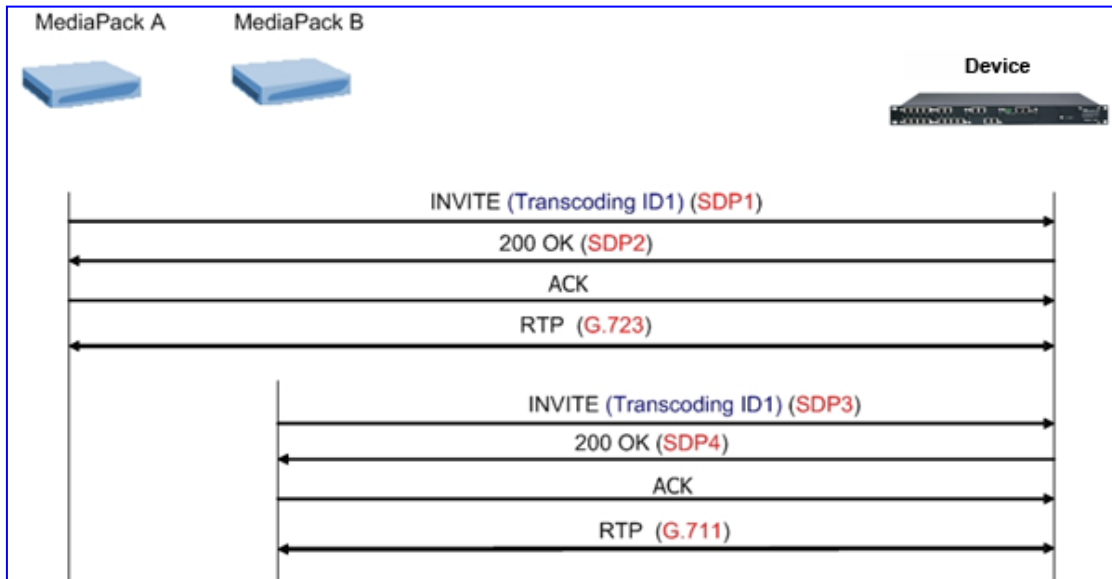 MediaPack A
MediaPack B
Device
INVITE (Transcoding ID1) (SDP1)
200 OK (SDP2)
ACK
RTP (G.723)
INVITE (Transcoding ID1) (SDP3)
200 OK (SDP4)
ACK
RTP (G.711)